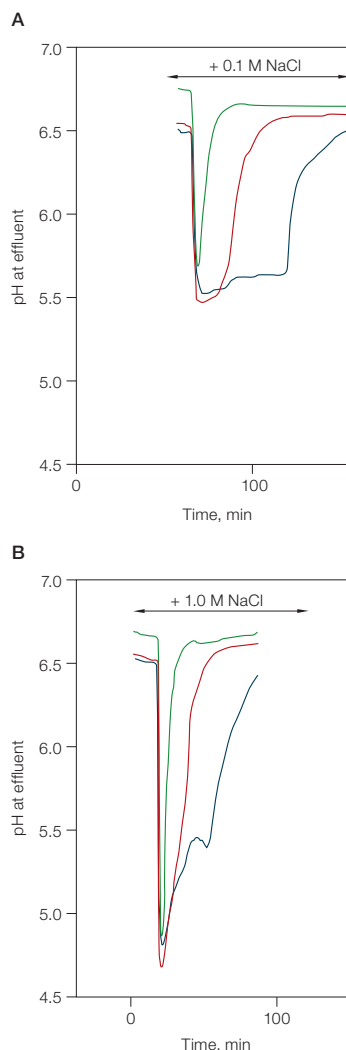 A
7.0
+ 0.1 M NaCl
6.5
6.0
pH at effluent
5.5
5.0
4.5
0
100
Time, min
B
7.0
+ 1.0 M NaCl
6.5
6.0
pH at effluent
5.5
5.0
4.5
0
100
Time, min